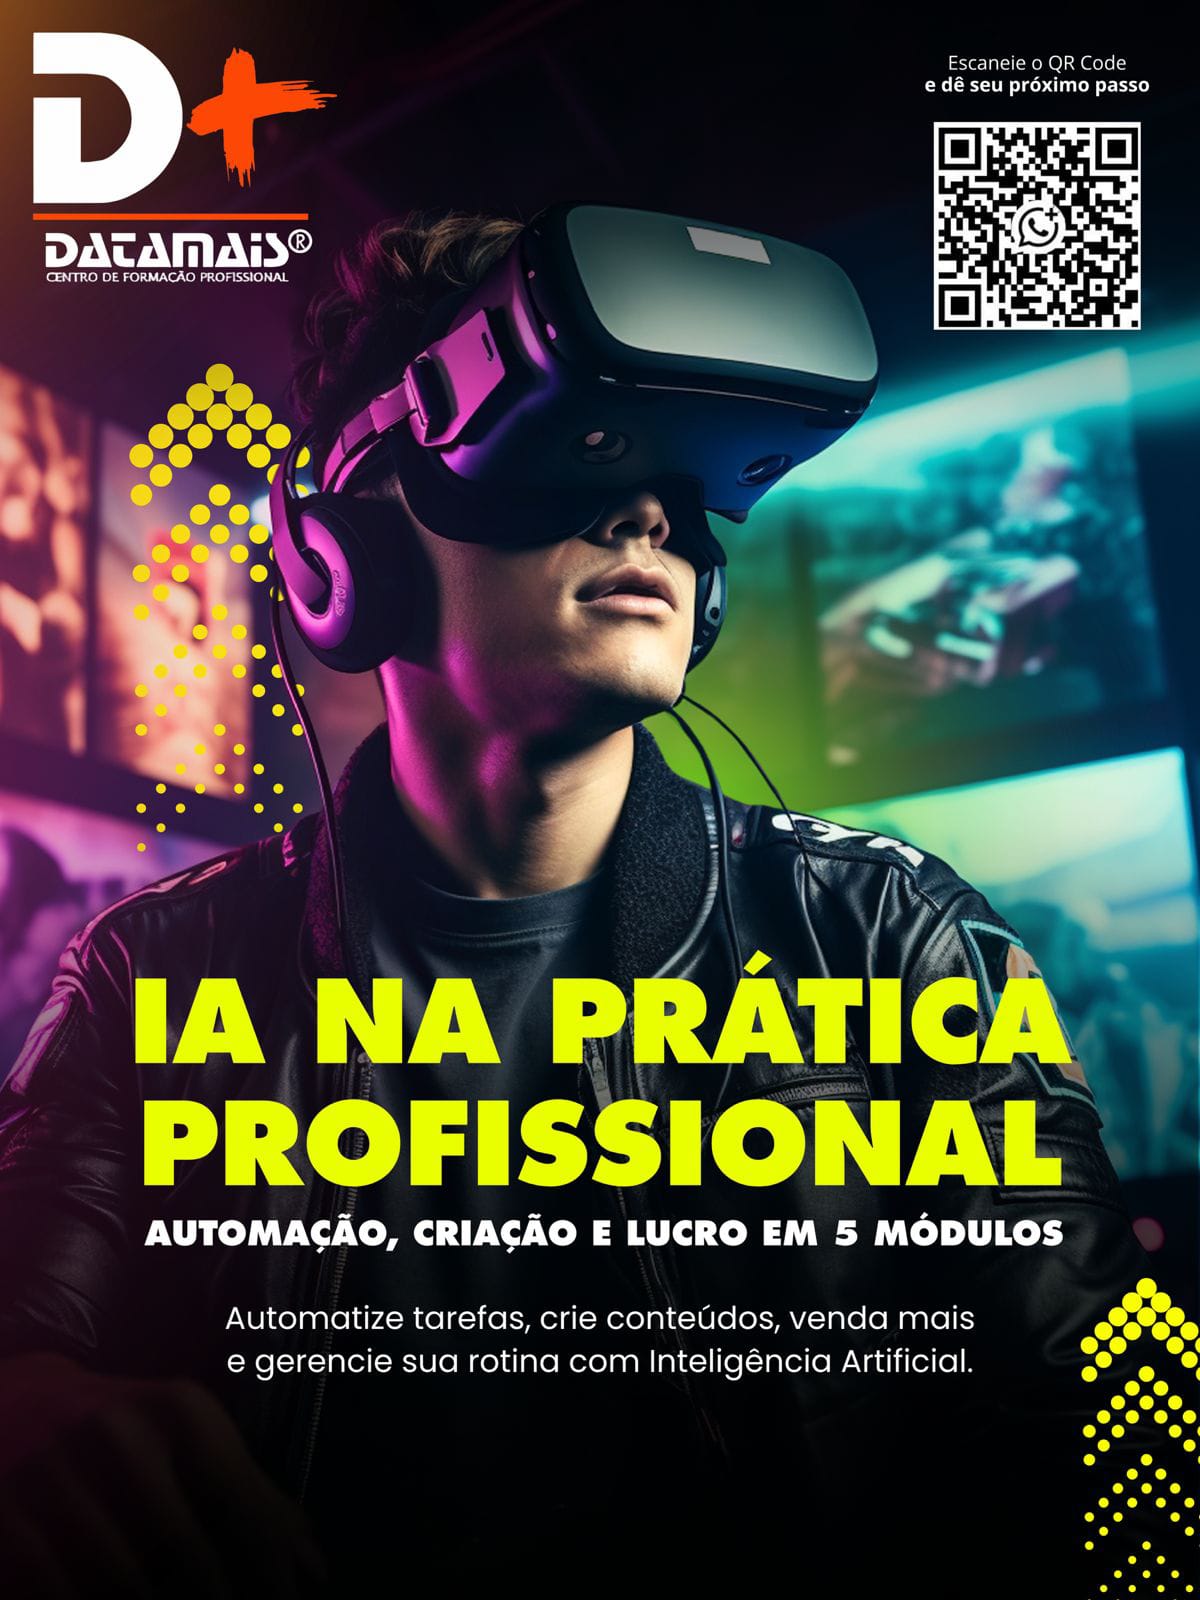 D+
DATAMAIS®
CENTRO DE FORMAÇÃO PROFISSIONAL
Escaneie o QR Code
e dê seu próximo passo
IA NA PRÁTICA
PROFISSIONAL
AUTOMAÇÃO, CRIAÇÃO E LUCRO EM 5 MÓDULOS
Automatize tarefas, crie conteúdos, venda mais
e gerencie sua rotina com Inteligência Artificial.